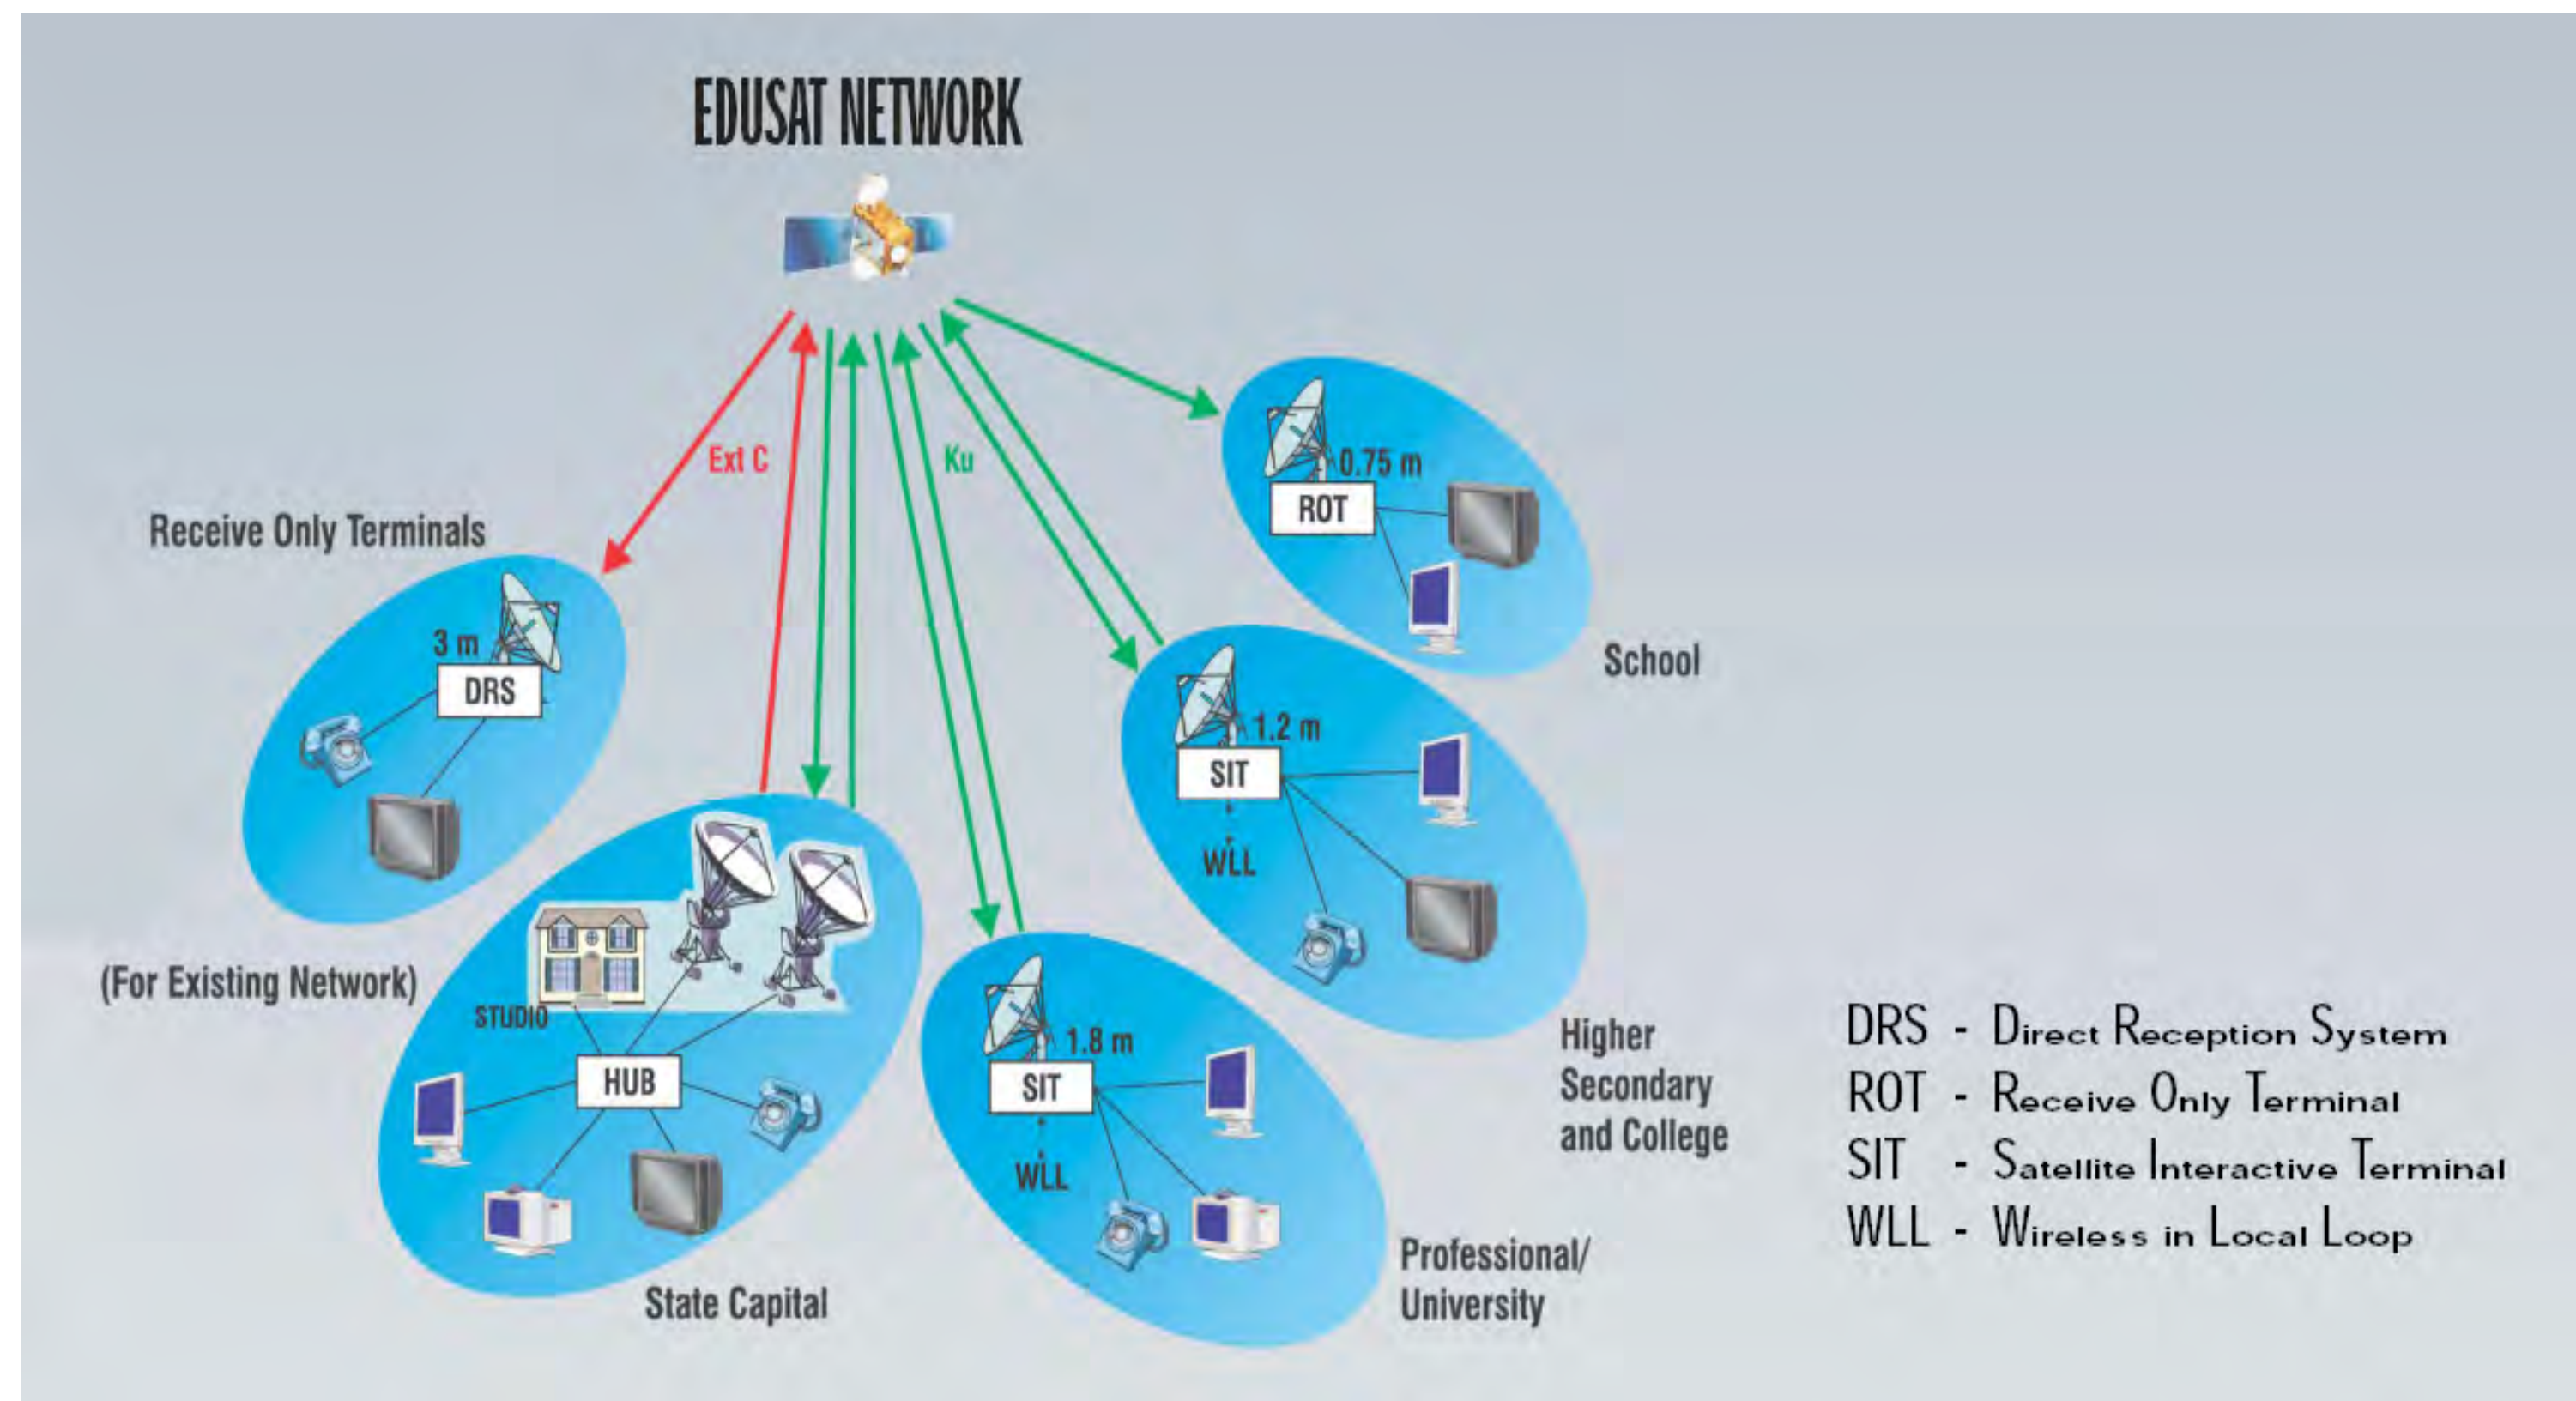 EDUSAT NETWORK
Ext C
Ku
0.75 m
ROT
School
Receive Only Terminals
3 m
DRS
(For Existing Network)
1.2 m
SIT
WLL
Higher
Secondary
and College
STUDIO
HUB
State Capital
1.8 m
SIT
WLL
Professional/
University
DRS - Direct Reception System
ROT - Receive Only Terminal
SIT - Satellite Interactive Terminal
WLL - Wireless in Local Loop